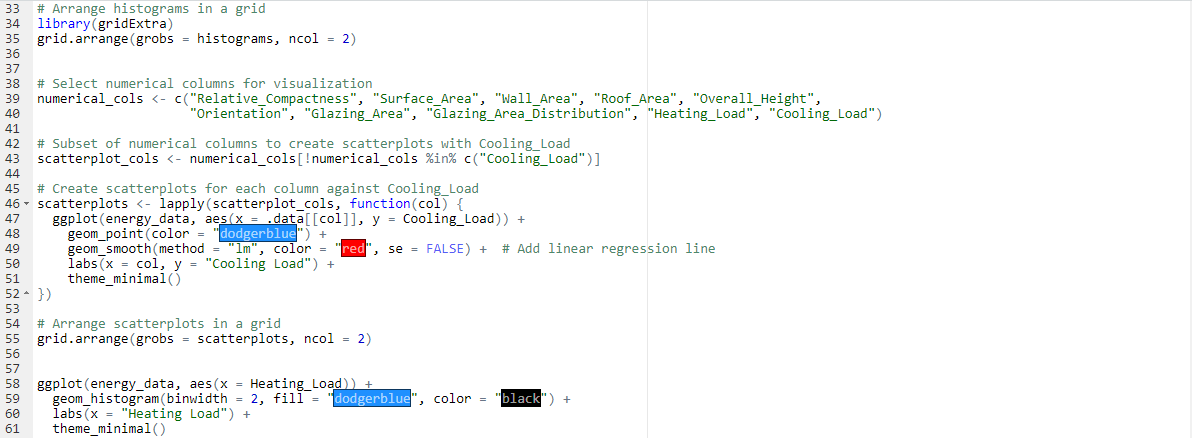 33 # Arrange histograms in a grid
34 library(gridExtra)
35 grid.arrange(grobs = histograms, ncol = 2)
36
37
38 # Select numerical columns for visualization
39 numerical_cols <- c("Relative_Compactness", "Surface_Area", "Wall_Area", "Roof_Area", "Overall_Height",
40                     "Orientation", "Glazing_Area", "Glazing_Area_Distribution", "Heating_Load", "Cooling_Load")
41
42 # Subset of numerical columns to create scatterplots with Cooling_Load
43 scatterplot_cols <- numerical_cols[!numerical_cols %in% c("Cooling_Load")]
44
45 # Create scatterplots for each column against Cooling_Load
46 scatterplots <- lapply(scatterplot_cols, function(col) {
47   ggplot(energy_data, aes(x = .data[[col]], y = Cooling_Load)) +
48     geom_point(color = "dodgerblue") +
49     geom_smooth(method = "lm", color = "red", se = FALSE) +  # Add linear regression line
50     labs(x = col, y = "Cooling Load") +
51     theme_minimal()
52 })
53
54 # Arrange scatterplots in a grid
55 grid.arrange(grobs = scatterplots, ncol = 2)
56
57
58 ggplot(energy_data, aes(x = Heating_Load)) +
59   geom_histogram(binwidth = 2, fill = "dodgerblue", color = "black") +
60   labs(x = "Heating Load") +
61   theme_minimal()